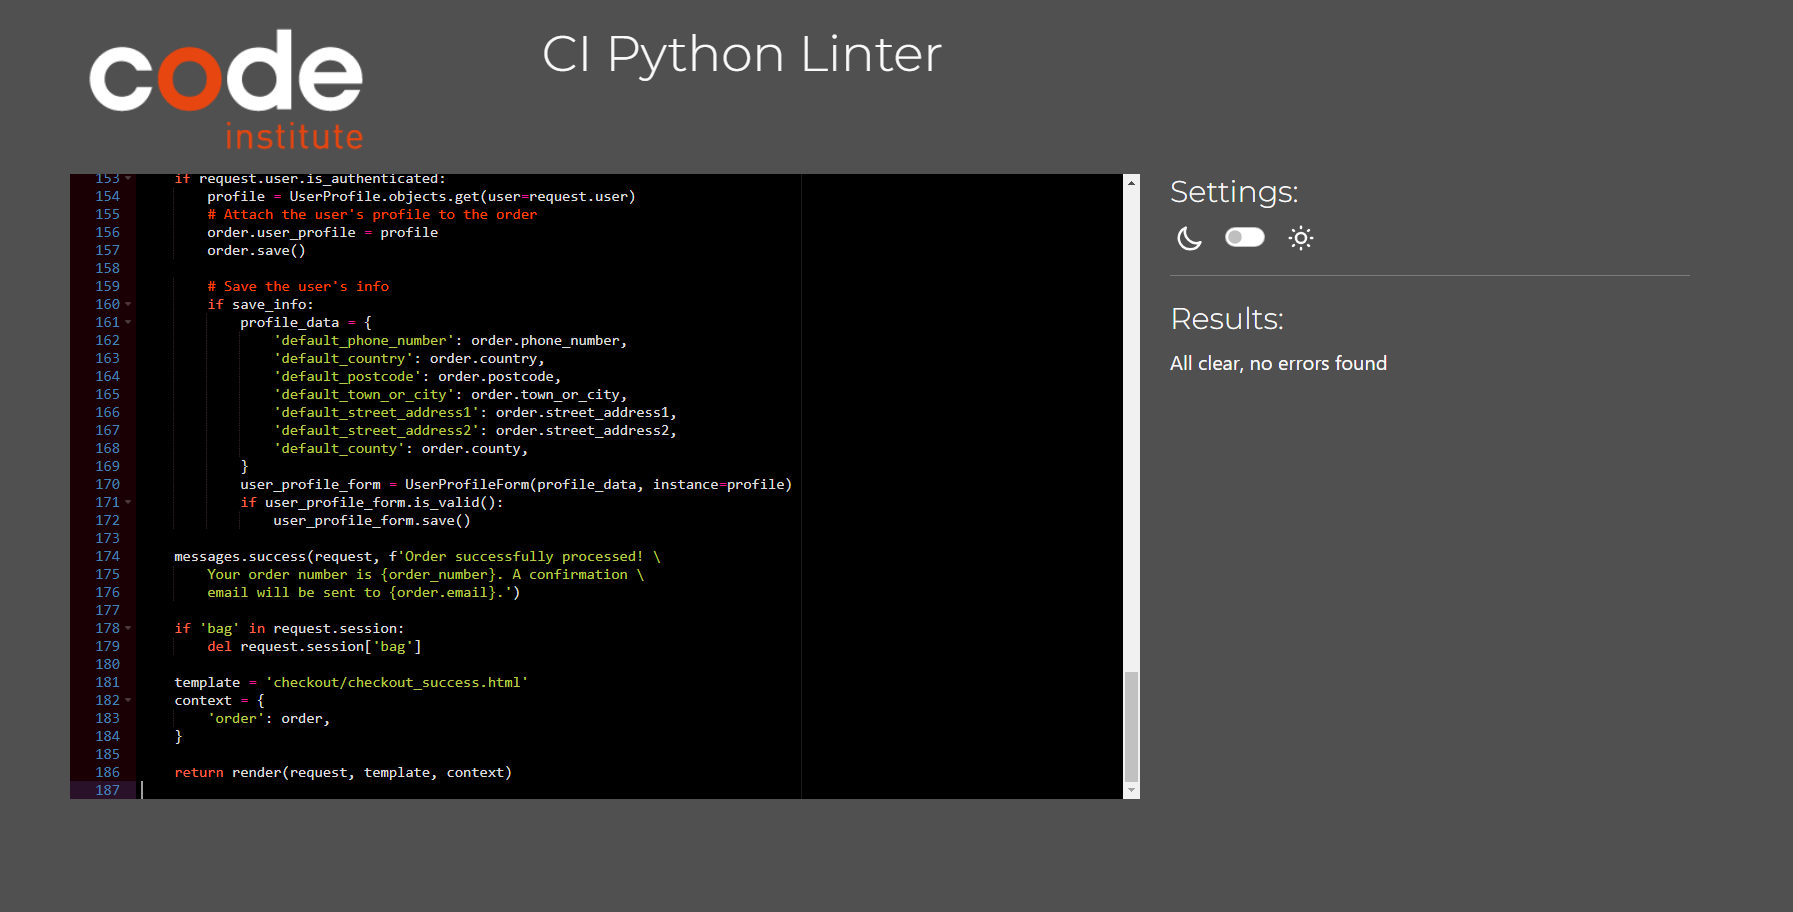 code
institute
CI Python Linter
153     if request.user.is_authenticated:
154         profile = UserProfile.objects.get(user=request.user)
155         # Attach the user's profile to the order
156         order.user_profile = profile
157         order.save()
158
159         # Save the user's info
160         if save_info:
161             profile_data = {
162                 'default_phone_number': order.phone_number,
163                 'default_country': order.country,
164                 'default_postcode': order.postcode,
165                 'default_town_or_city': order.town_or_city,
166                 'default_street_address1': order.street_address1,
167                 'default_street_address2': order.street_address2,
168                 'default_county': order.county,
169             }
170             user_profile_form = UserProfileForm(profile_data, instance=profile)
171             if user_profile_form.is_valid():
172                 user_profile_form.save()
173
174     messages.success(request, f'Order successfully processed! \
175         Your order number is {order_number}. A confirmation \
176         email will be sent to {order.email}.')
177
178     if 'bag' in request.session:
179         del request.session['bag']
180
181     template = 'checkout/checkout_success.html'
182     context = {
183         'order': order,
184     }
185
186     return render(request, template, context)
187
Settings:
Results:
All clear, no errors found